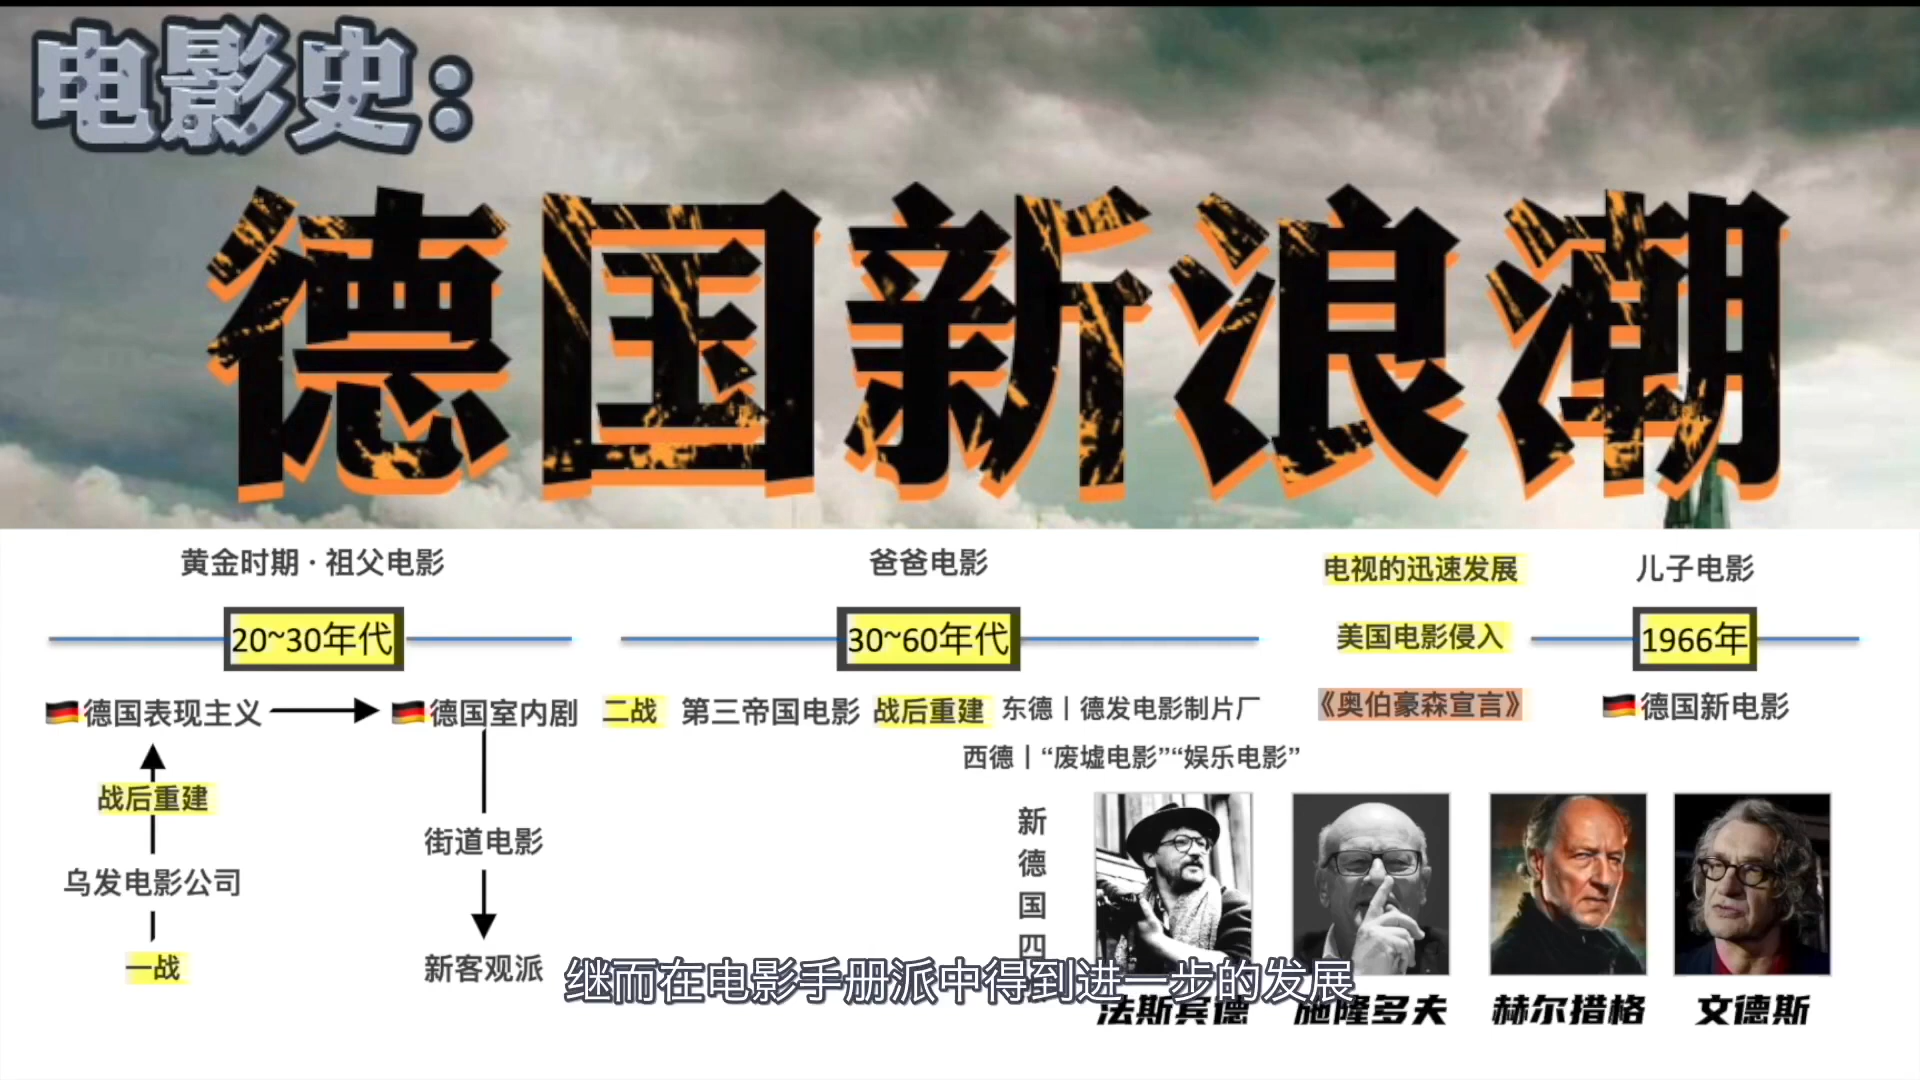 电影史：
德国新浪潮
黄金时期·祖父电影
20~30年代
德国表现主义
德国室内剧
战后重建
乌发电影公司
一战
街道电影
新客观派
爸爸电影
30~60年代
二战 第三帝国电影 战后重建 东德|德发电影制片厂
西德|“废墟电影”“娱乐电影”
电视的迅速发展
美国电影侵入
《奥伯豪森宣言》
儿子电影
1966年
德国新电影
新德国四
法斯宾德
施隆多夫
赫尔措格
文德斯
继而在电影手册派中得到进一步的发展